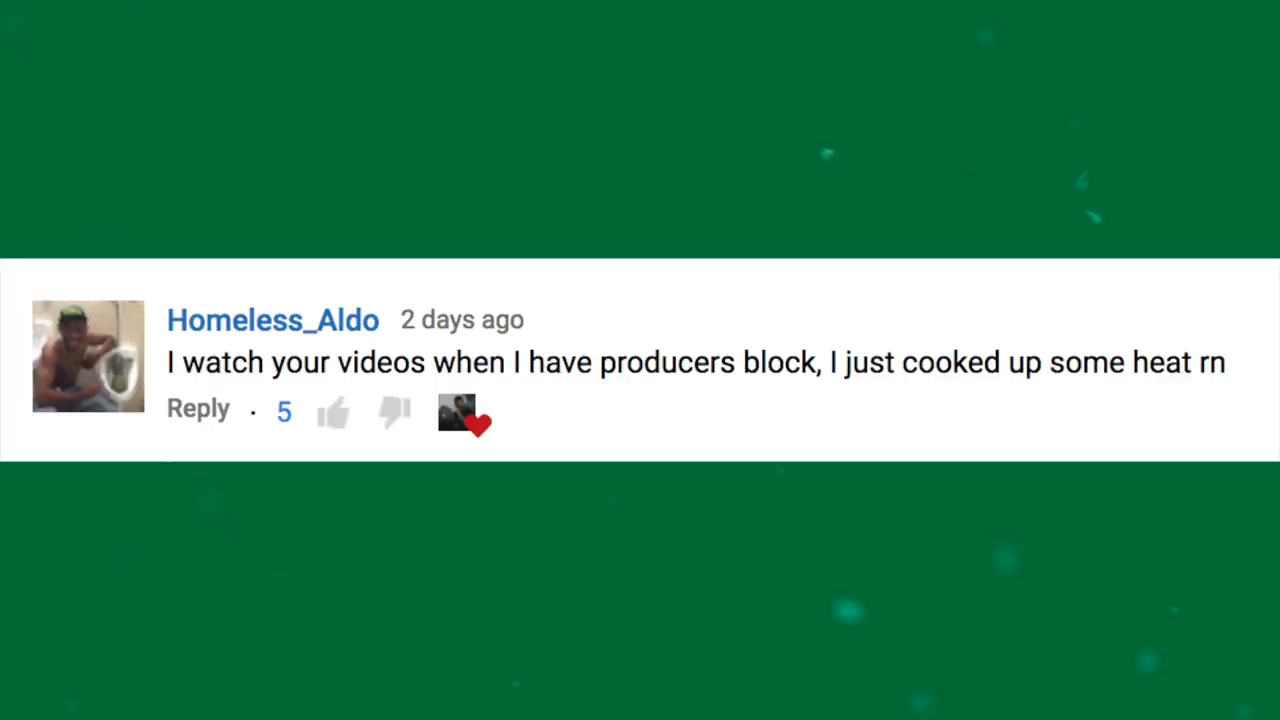 Homeless_Aldo 2 days ago
I watch your videos when I have producers block, I just cooked up some heat rn
Reply · 5